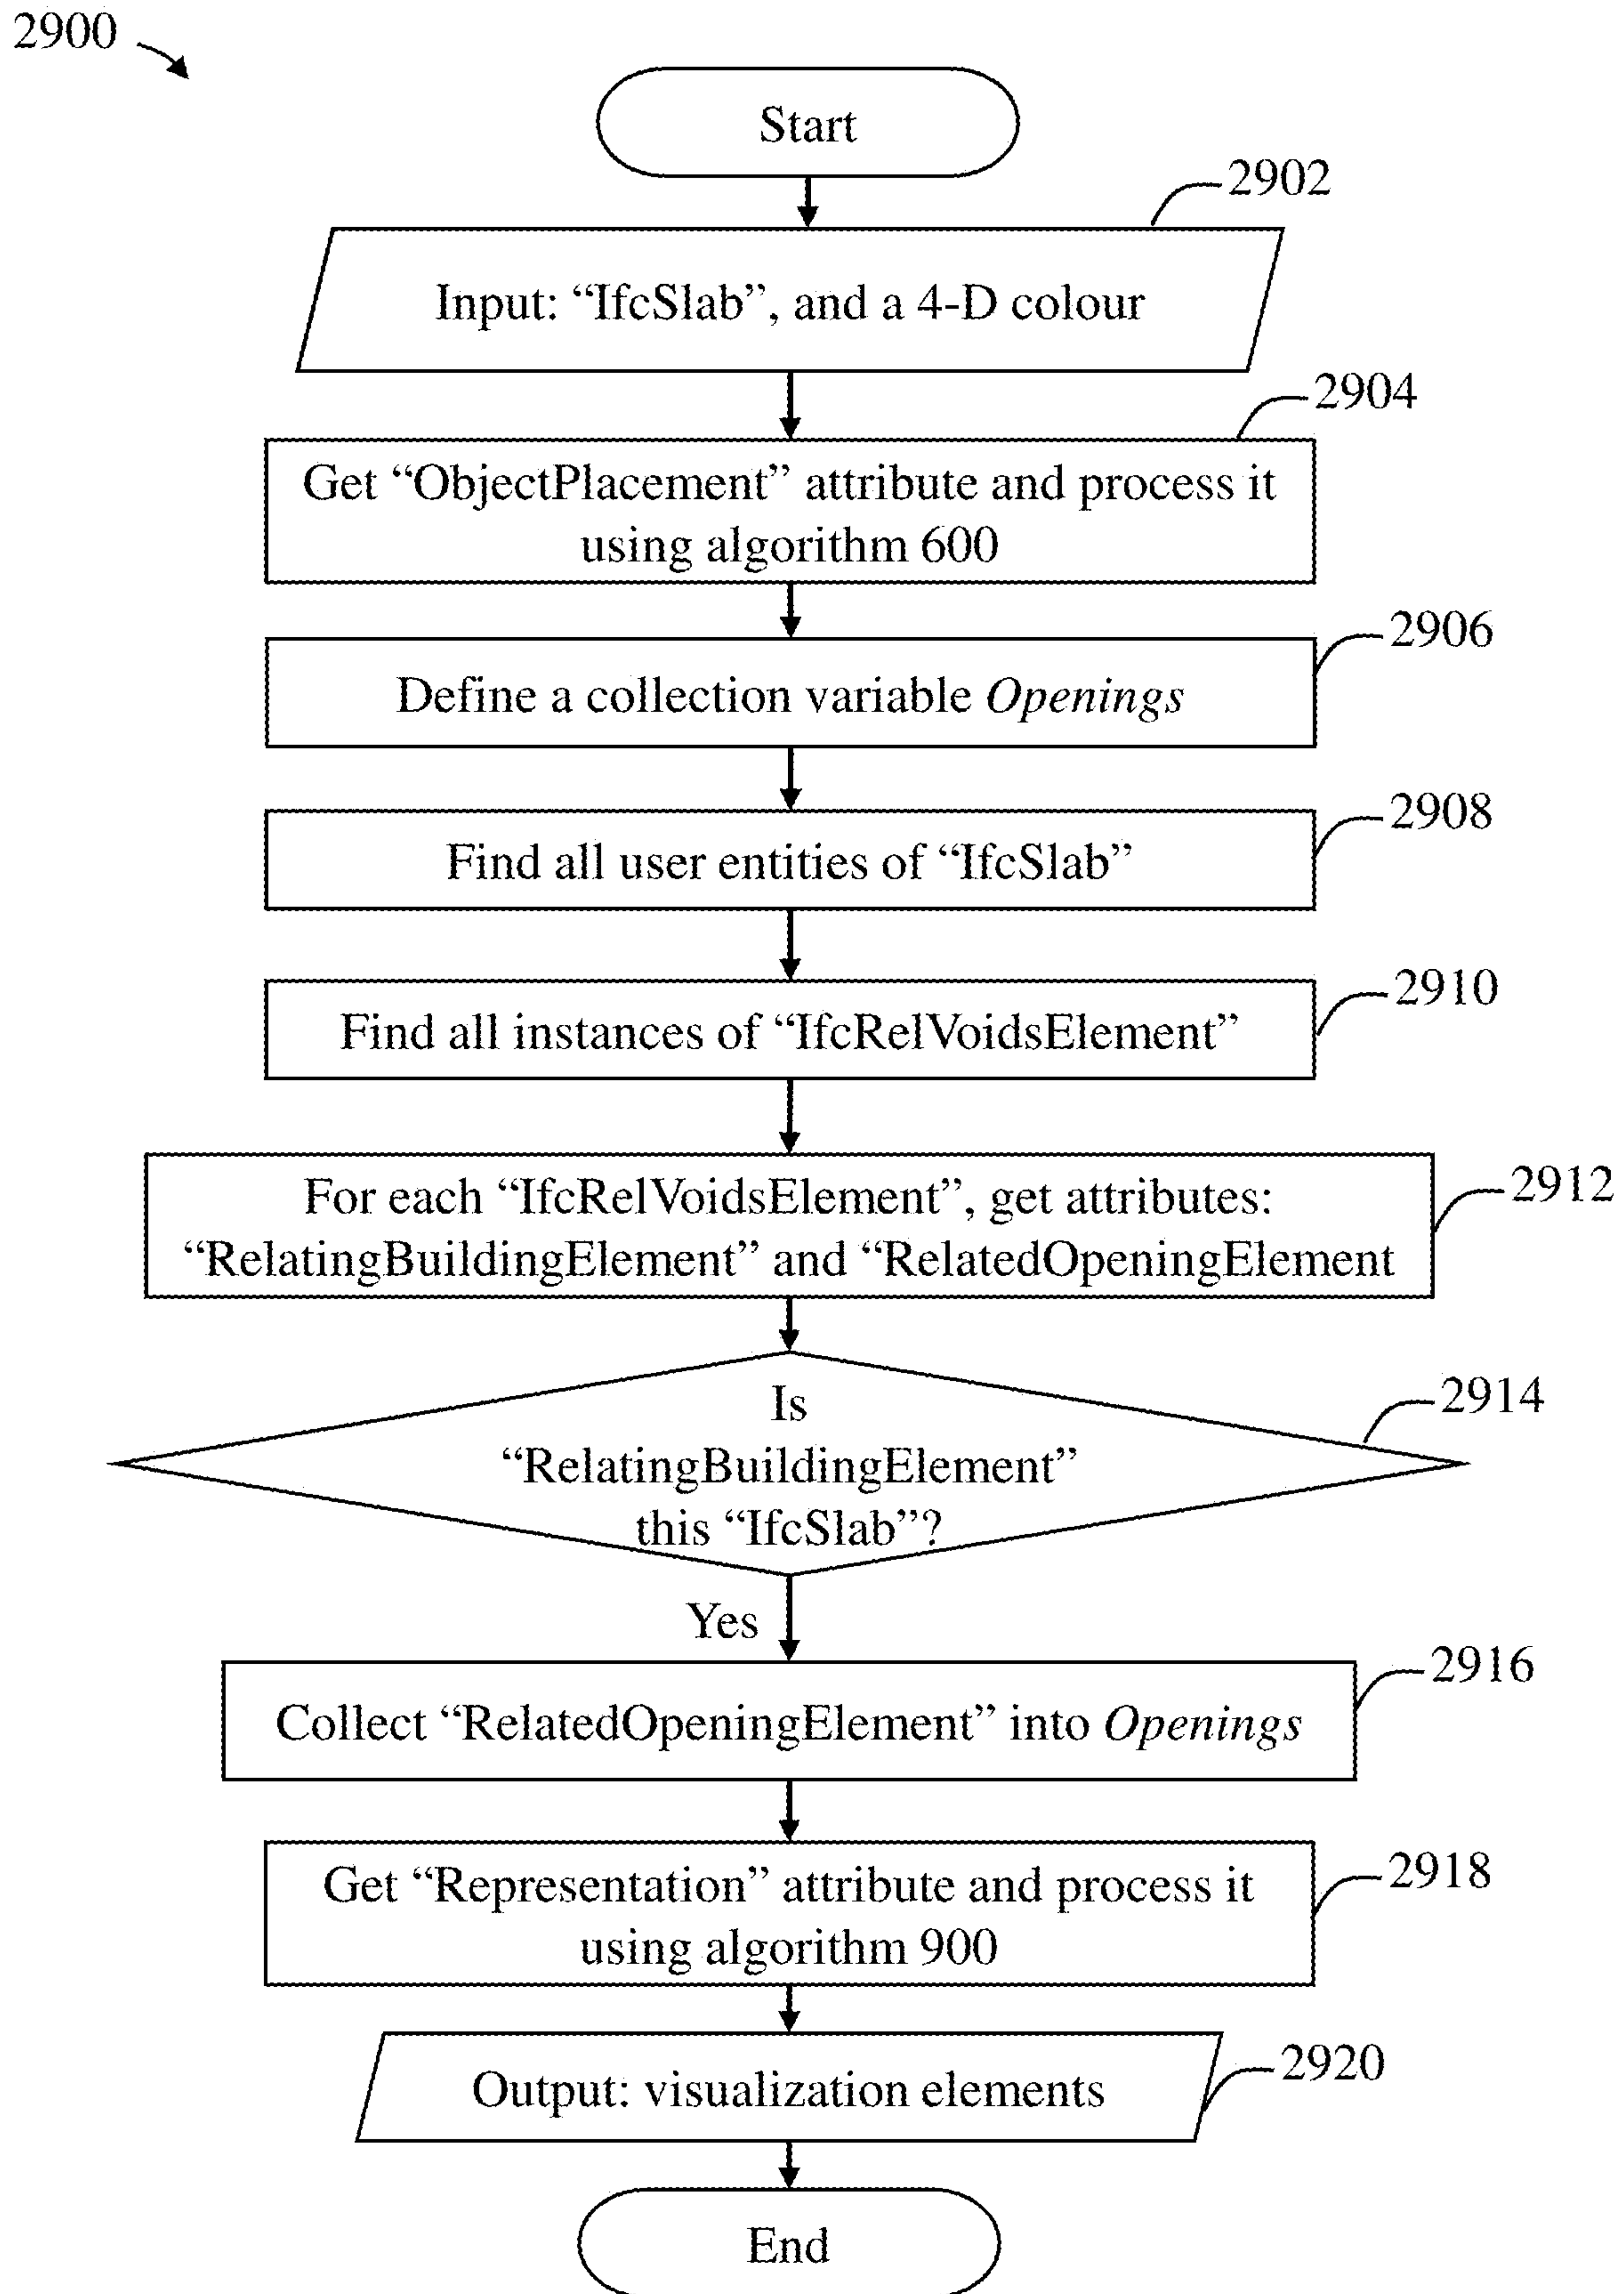 2900
Start
2902
Input: “IfcSlab”, and a 4-D colour
2904
Get “ObjectPlacement” attribute and process it
using algorithm 600
2906
Define a collection variable Openings
2908
Find all user entities of “IfcSlab”
2910
Find all instances of “IfcRelVoidsElement”
2912
For each “IfcRelVoidsElement”, get attributes:
“RelatingBuildingElement” and “RelatedOpeningElement
2914
Is
“RelatingBuildingElement”
this “IfcSlab”?
Yes
2916
Collect “RelatedOpeningElement” into Openings
2918
Get “Representation” attribute and process it
using algorithm 900
2920
Output: visualization elements
End